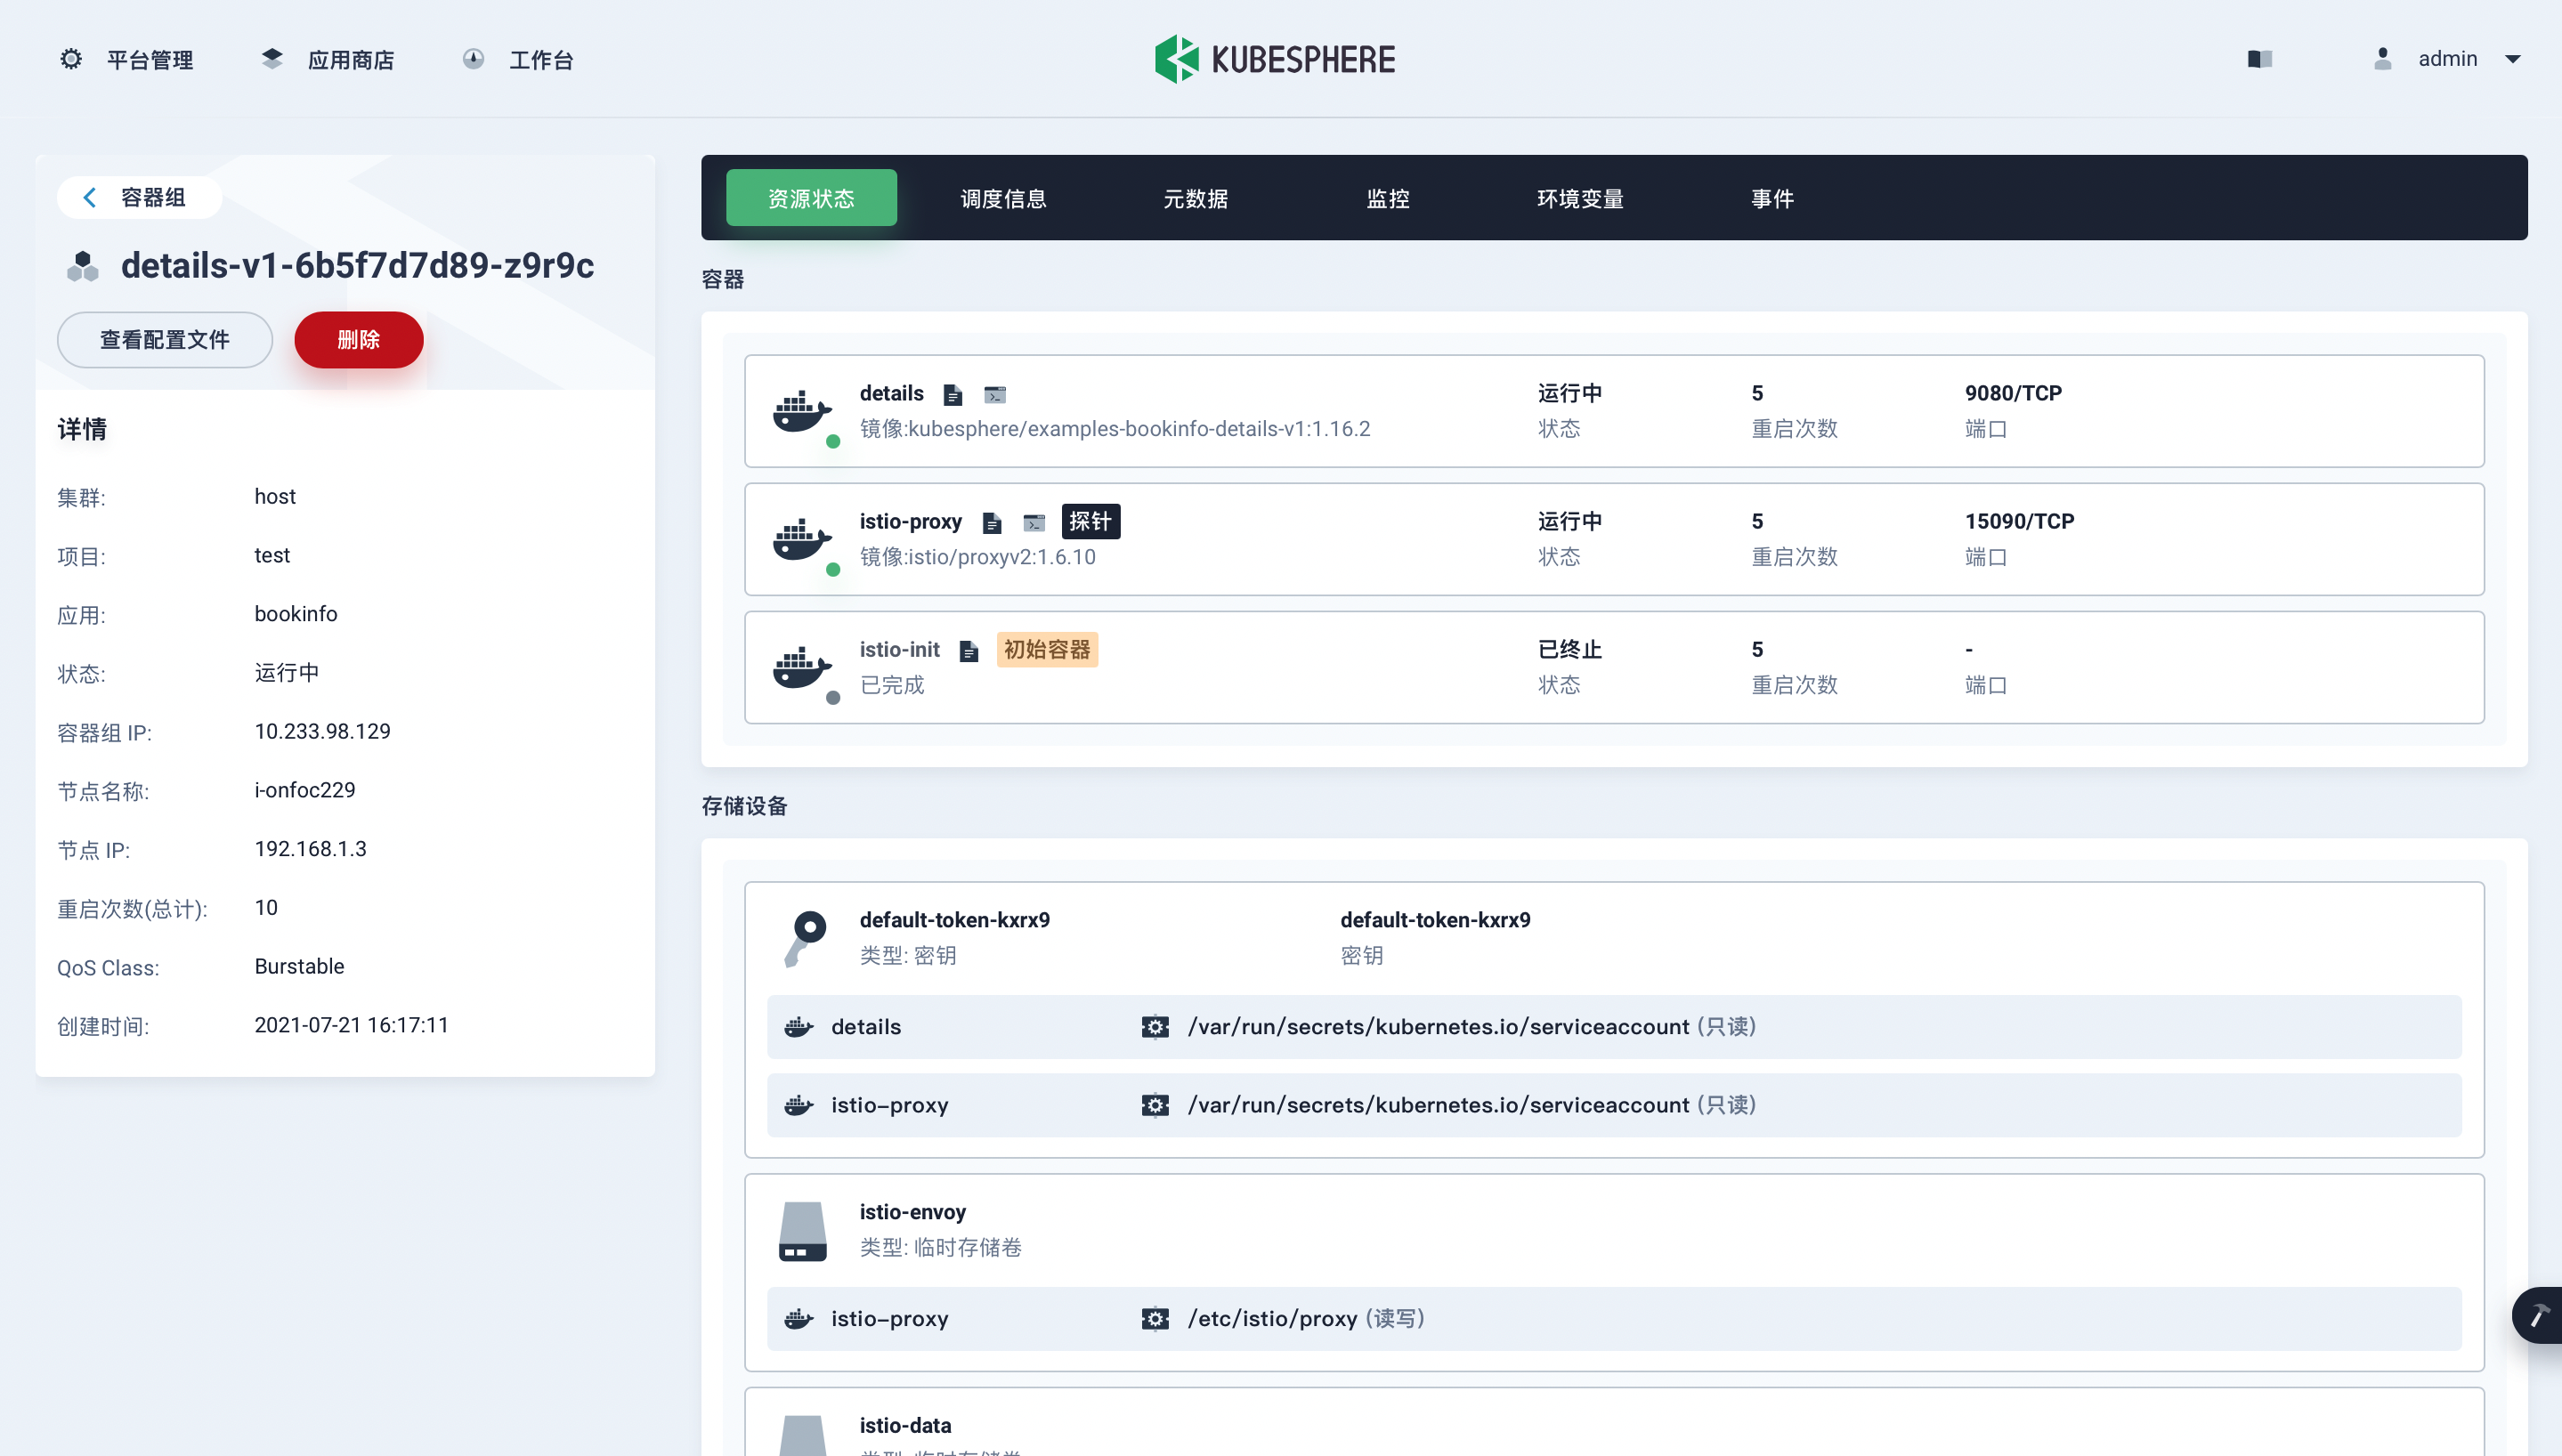 平台管理 应用商店 工作台 KUBESPHERE admin
容器组
details-v1-6b5f7d7d89-z9r9c
查看配置文件 删除
详情
集群: host
项目: test
应用: bookinfo
状态: 运行中
容器组 IP: 10.233.98.129
节点名称: i-onfoc229
节点 IP: 192.168.1.3
重启次数(总计): 10
QoS Class: Burstable
创建时间: 2021-07-21 16:17:11
资源状态 调度信息 元数据 监控 环境变量 事件
容器
details 运行中 5 9080/TCP
镜像:kubesphere/examples-bookinfo-details-v1:1.16.2 状态 重启次数 端口
istio-proxy 探针 运行中 5 15090/TCP
镜像:istio/proxyv2:1.6.10 状态 重启次数 端口
istio-init 初始容器 已终止 5 -
已完成 状态 重启次数 端口
存储设备
default-token-kxrx9 default-token-kxrx9
类型: 密钥 密钥
details /var/run/secrets/kubernetes.io/serviceaccount (只读)
istio-proxy /var/run/secrets/kubernetes.io/serviceaccount (只读)
istio-envoy
类型: 临时存储卷
istio-proxy /etc/istio/proxy (读写)
istio-data